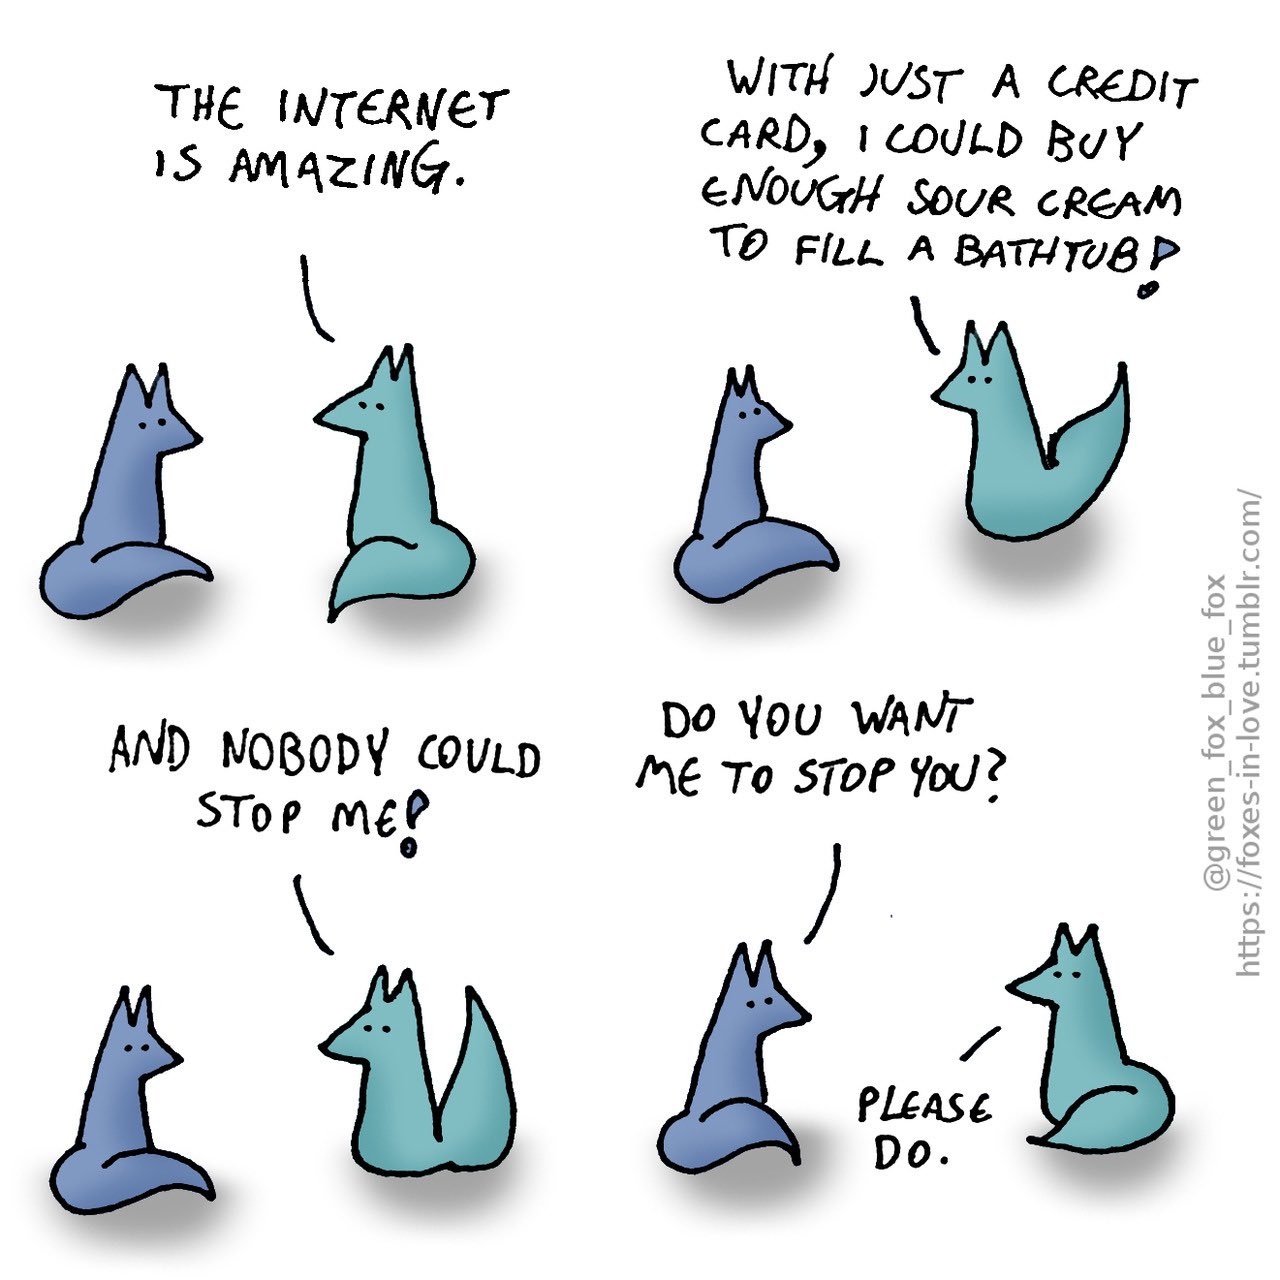 THE INTERNET
IS AMAZING.
WITH JUST A CREDIT
CARD, I COULD BUY
ENOUGH SOUR CREAM
TO FILL A BATHTUB!
AND NOBODY COULD
STOP ME!
DO YOU WANT
ME TO STOP YOU?
PLEASE
DO.
@green_fox_blue_fox
https://foxes-in-love.tumblr.com/